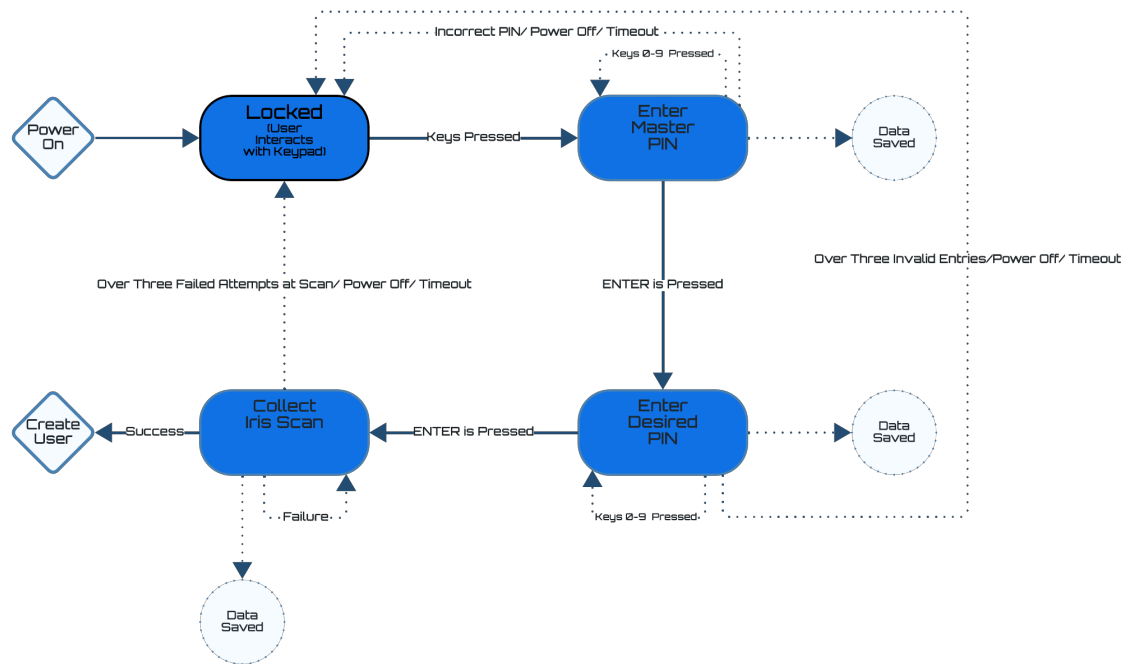 Incorrect PIN/ Power Off/ Timeout
Keys 0-9 Pressed
Power
On
Locked
(User
Interacts
with Keypad)
Keys Pressed
Enter
Master
PIN
Data
Saved
Over Three Invalid Entries/Power Off/ Timeout
Over Three Failed Attempts at Scan/ Power Off/ Timeout
ENTER is Pressed
Create
User
Success
Collect
Iris Scan
ENTER is Pressed
Enter
Desired
PIN
Data
Saved
Failure
Keys 0-9 Pressed
Data
Saved